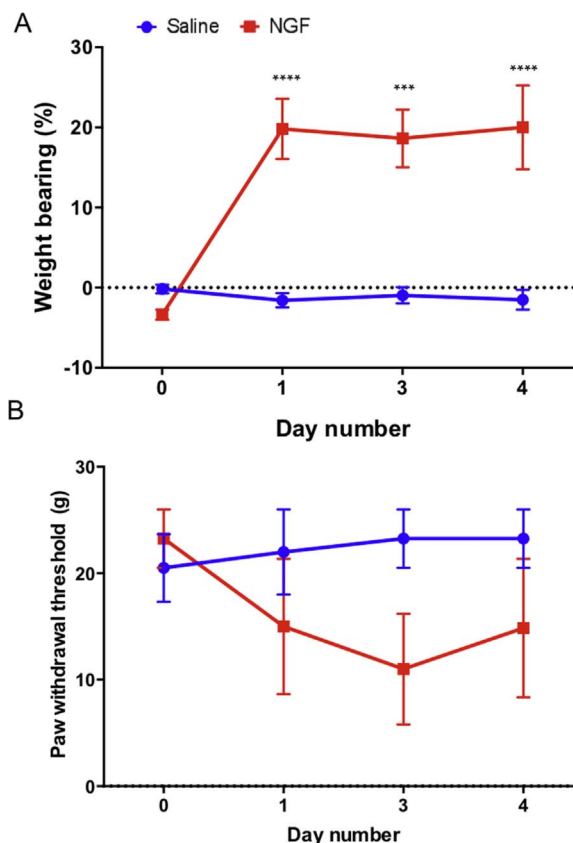 A
Saline NGF
**** *** ****
Weight bearing (%)
30
20
10
0
-10
0 1 3 4
Day number
B
Paw withdrawal threshold (g)
30
20
10
0
0 1 3 4
Day number